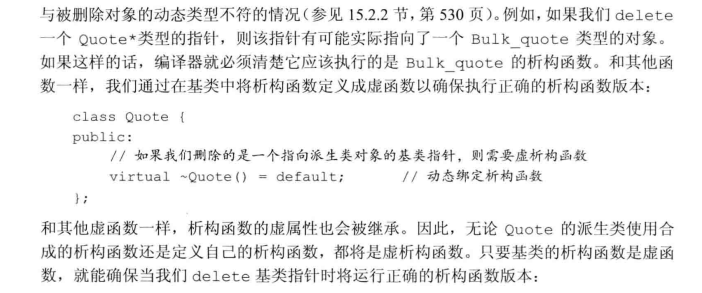 与被删除对象的动态类型不符的情况（参见 15.2.2 节，第 530 页）。例如，如果我们 delete
一个 Quote*类型的指针，则该指针有可能实际指向了一个 Bulk_quote 类型的对象。
如果这样的话，编译器就必须清楚它应该执行的是 Bulk_quote 的析构函数。和其他函
数一样，我们通过在基类中将析构函数定义成虚函数以确保执行正确的析构函数版本：
class Quote {
public:
// 如果我们删除的是一个指向派生类对象的基类指针，则需要虚析构函数
virtual ~Quote() = default; // 动态绑定析构函数
};
和其他虚函数一样，析构函数的虚属性也会被继承。因此，无论 Quote 的派生类使用合
成的析构函数还是定义自己的析构函数，都将是虚析构函数。只要基类的析构函数是虚函
数，就能确保当我们 delete 基类指针时将运行正确的析构函数版本：